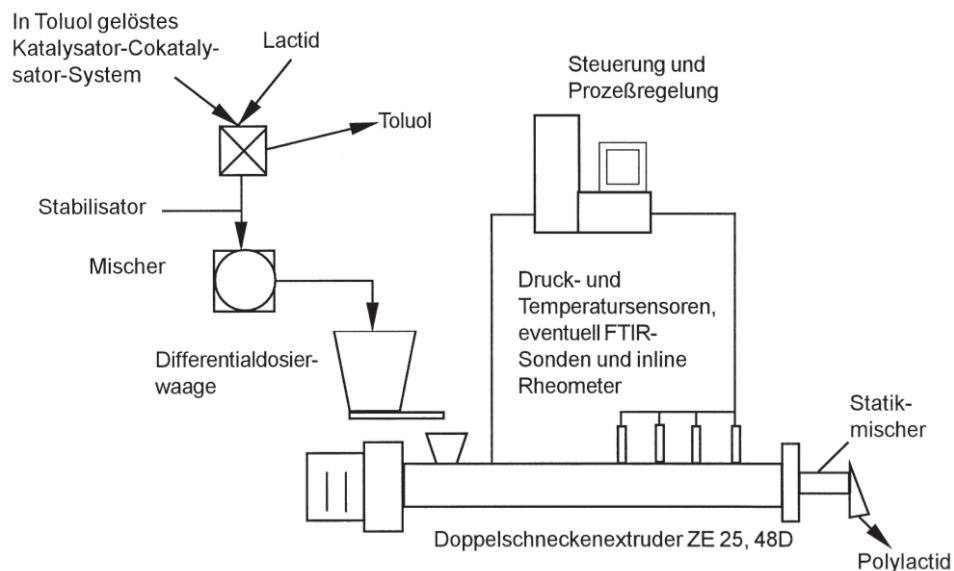 In Toluol gelöstes
Katalysator-Cokataly-
sator-System
Lactid
Toluol
Stabilisator
Mischer
Differentialdosier-
waage
Steuerung und
Prozeßregelung
Druck- und
Temperatursensoren,
eventuell FTIR-
Sonden und inline
Rheometer
Statik-
mischer
Doppelschneckenextruder ZE 25, 48D
Polylactid